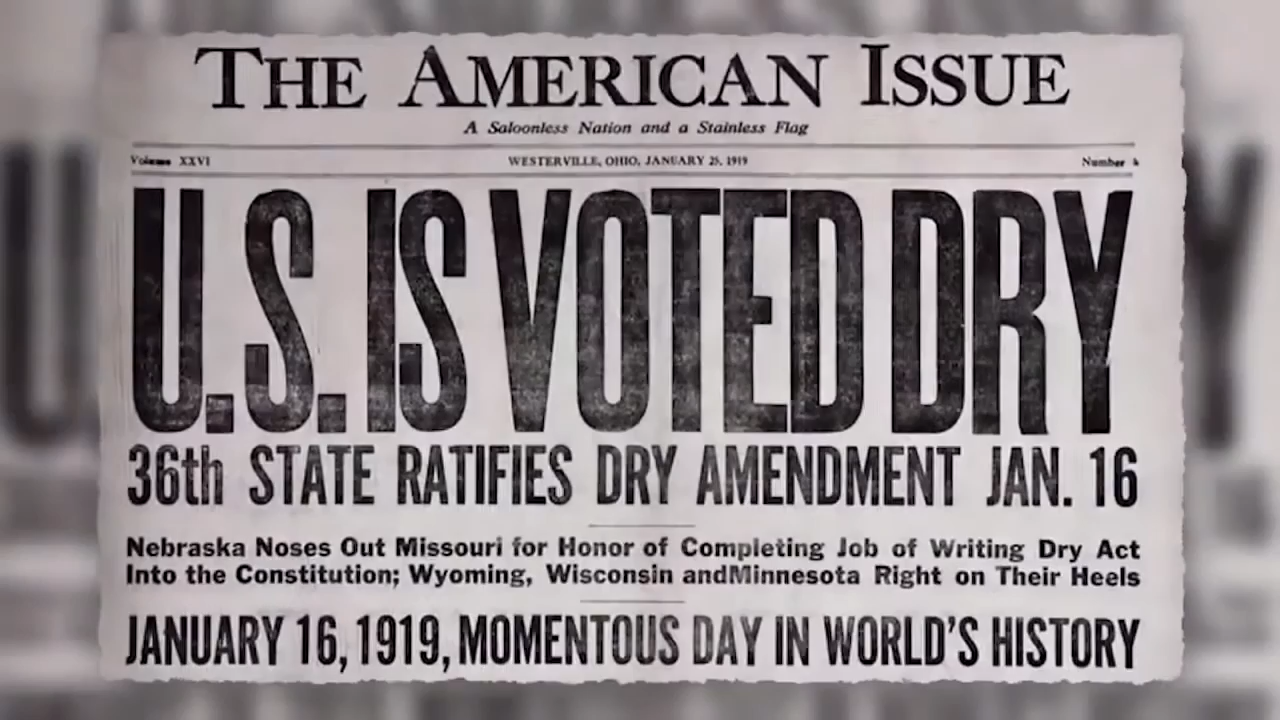 THE AMERICAN ISSUE
A Saloonless Nation and a Stainless Flag
Volume XXVI WESTERVILLE, OHIO, JANUARY 25, 1919 Number 4
U.S. IS VOTED DRY
36th STATE RATIFIES DRY AMENDMENT JAN. 16
Nebraska Noses Out Missouri for Honor of Completing Job of Writing Dry Act
Into the Constitution; Wyoming, Wisconsin andMinnesota Right on Their Heels
JANUARY 16, 1919, MOMENTOUS DAY IN WORLD'S HISTORY